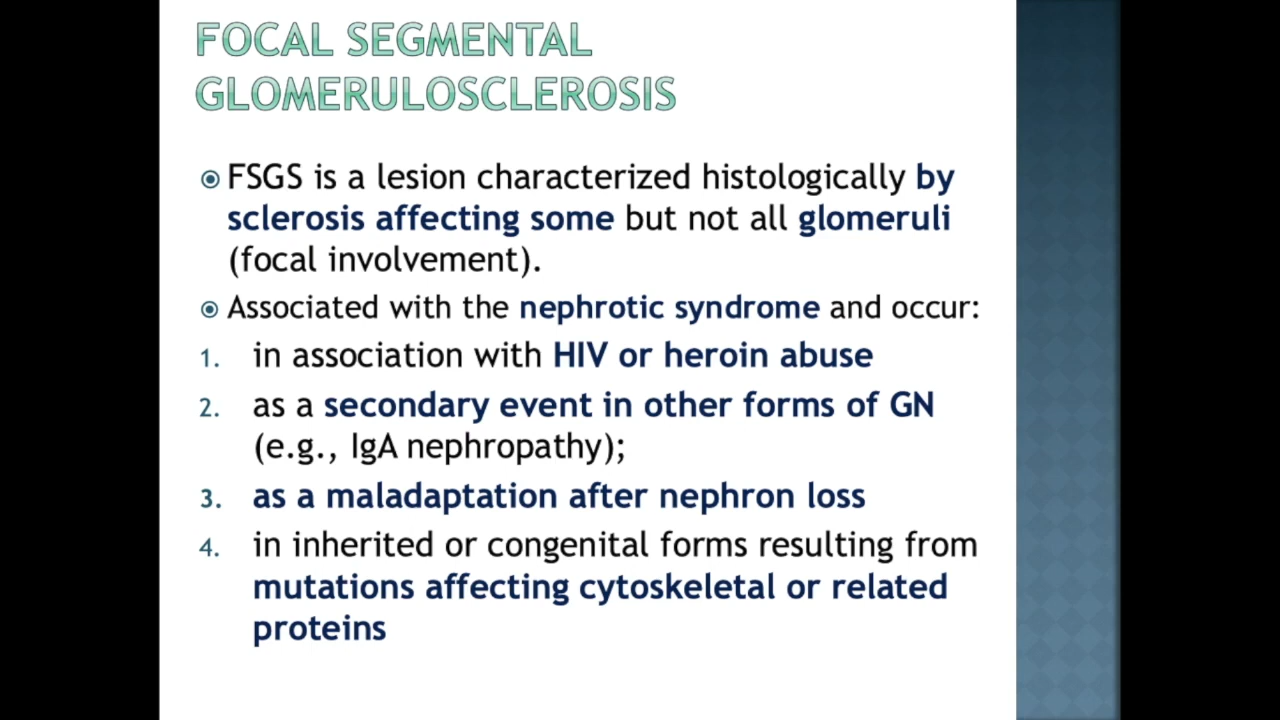 FOCAL SEGMENTAL
GLOMERULOSCLEROSIS
FSGS is a lesion characterized histologically by
sclerosis affecting some but not all glomeruli
(focal involvement).
Associated with the nephrotic syndrome and occur:
1. in association with HIV or heroin abuse
2. as a secondary event in other forms of GN
(e.g., IgA nephropathy);
3. as a maladaptation after nephron loss
4. in inherited or congenital forms resulting from
mutations affecting cytoskeletal or related
proteins